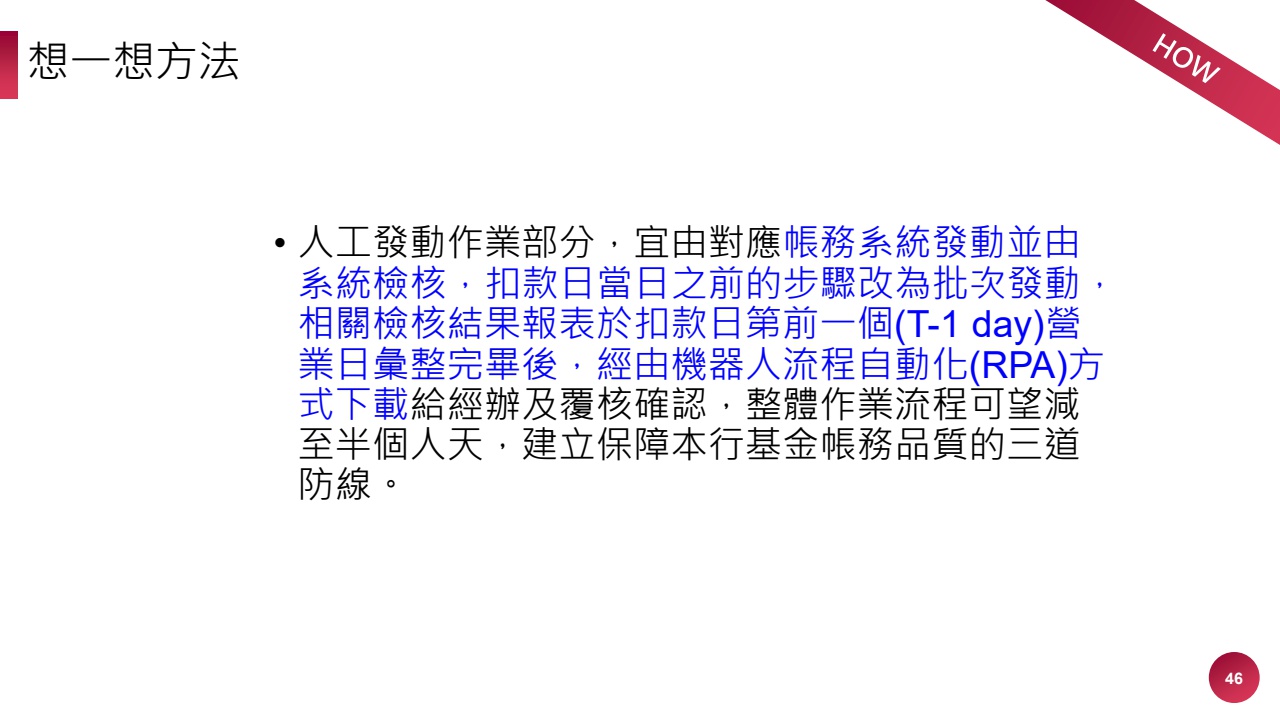 想一想方法
HOW
• 人工發動作業部分，宜由對應帳務系統發動並由
系統檢核，扣款日當日之前的步驟改為批次發動，
相關檢核結果報表於扣款日第前一個(T-1 day)營
業日彙整完畢後，經由機器人流程自動化(RPA)方
式下載給經辦及覆核確認，整體作業流程可望減
至半個人天，建立保障本行基金帳務品質的三道
防線。
46